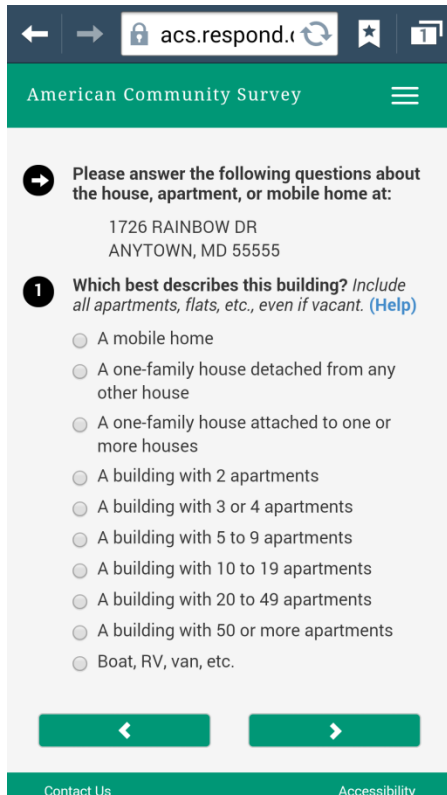 acs.respond.
1
American Community Survey
Please answer the following questions about
the house, apartment, or mobile home at:
1726 RAINBOW DR
ANYTOWN, MD 55555
1
Which best describes this building? Include
all apartments, flats, etc., even if vacant. (Help)
A mobile home
A one-family house detached from any
other house
A one-family house attached to one or
more houses
A building with 2 apartments
A building with 3 or 4 apartments
A building with 5 to 9 apartments
A building with 10 to 19 apartments
A building with 20 to 49 apartments
A building with 50 or more apartments
Boat, RV, van, etc.
Contact Us
Accessibility